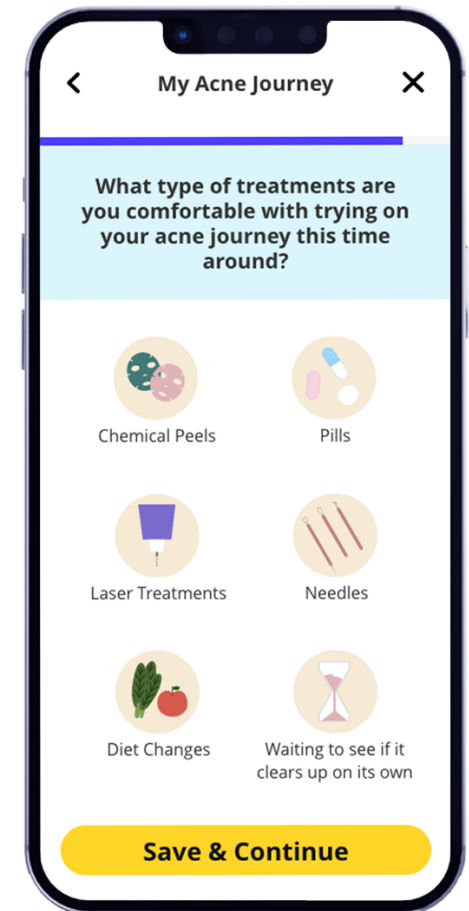 My Acne Journey
What type of treatments are
you comfortable with trying on
your acne journey this time
around?
Chemical Peels
Pills
Laser Treatments
Needles
Diet Changes
Waiting to see if it
clears up on its own
Save & Continue